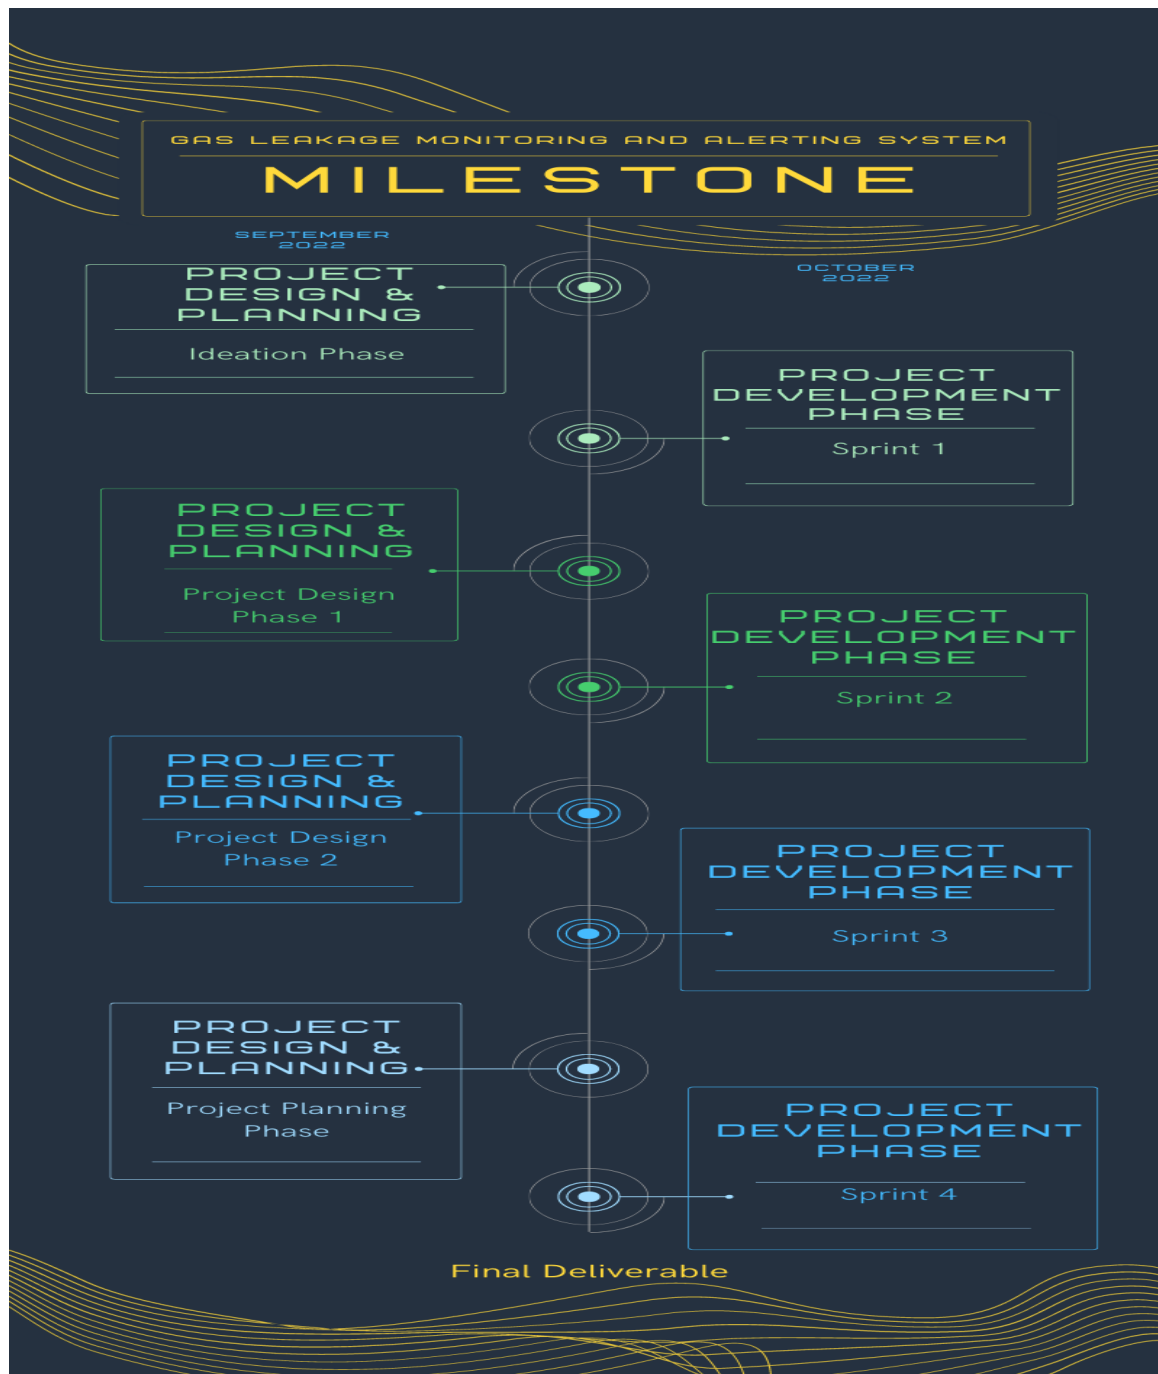 GAS LEAKAGE MONITORING AND ALERTING SYSTEM
MILESTONE
SEPTEMBER
2022
PROJECT
DESIGN &
PLANNING
Ideation Phase
OCTOBER
2022
PROJECT
DEVELOPMENT
PHASE
Sprint 1
PROJECT
DESIGN &
PLANNING
Project Design
Phase 1
PROJECT
DEVELOPMENT
PHASE
Sprint 2
PROJECT
DESIGN &
PLANNING
Project Design
Phase 2
PROJECT
DEVELOPMENT
PHASE
Sprint 3
PROJECT
DESIGN &
PLANNING
Project Planning
Phase
PROJECT
DEVELOPMENT
PHASE
Sprint 4
Final Deliverable